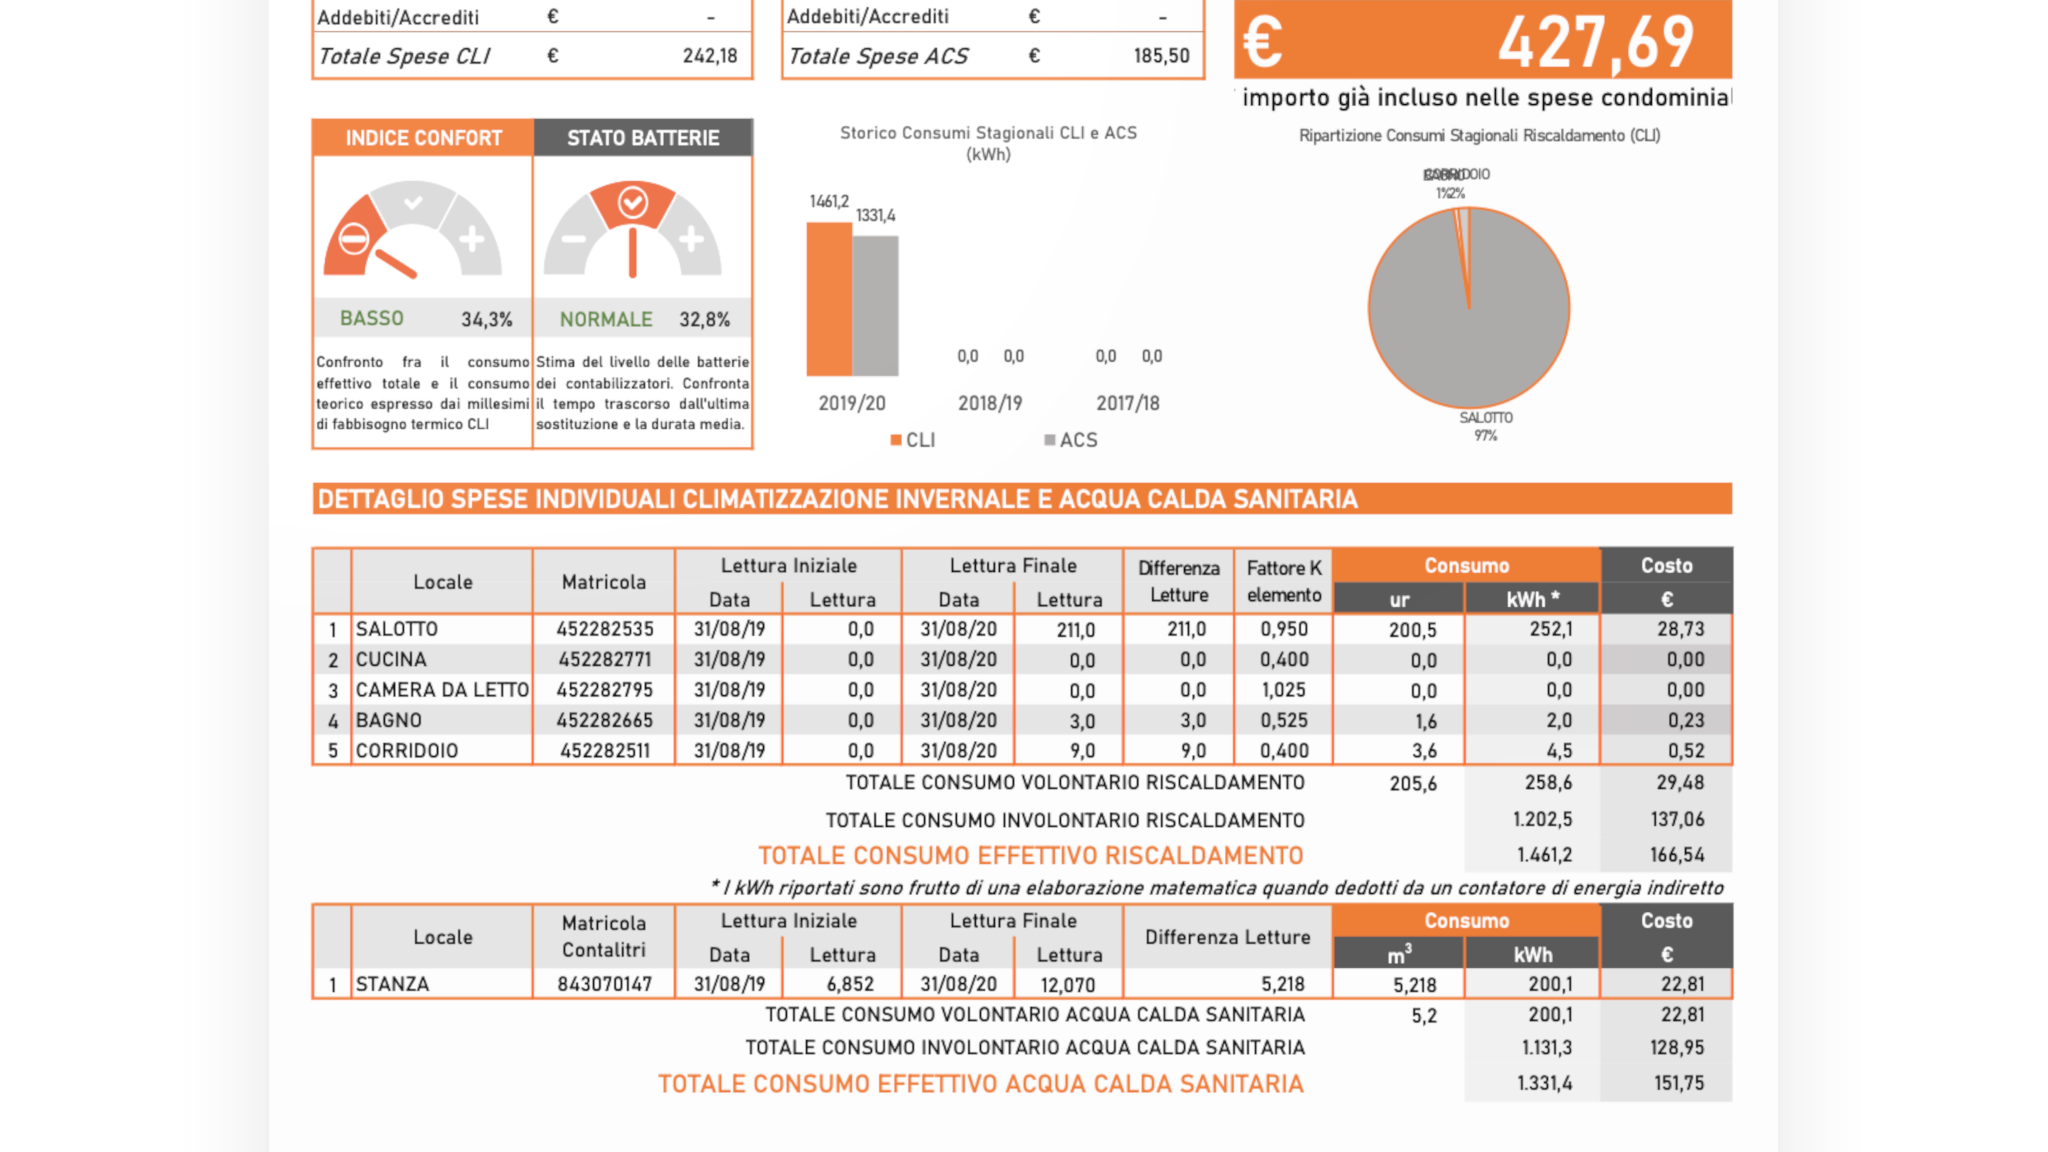 Addebiti/Accrediti € -
Totale Spese CLI € 242,18
Addebiti/Accrediti € -
Totale Spese ACS € 185,50
€ 427,69
importo già incluso nelle spese condominia
INDICE CONFORT
BASSO 34,3%
Confronto fra il consumo
effettivo totale e il consumo
teorico espresso dai millesimi
di fabbisogno termico CLI
STATO BATTERIE
NORMALE 32,8%
Stima del livello delle batterie
dei contabilizzatori. Confronta
il tempo trascorso dall'ultima
sostituzione e la durata media.
Storico Consumi Stagionali CLI e ACS
(kWh)
1461,2
1331,4
0,0 0,0 0,0 0,0
2019/20 2018/19 2017/18
CLI ACS
Ripartizione Consumi Stagionali Riscaldamento (CLI)
BAGNO CORRIDOIO
1% 2%
SALOTTO
97%
DETTAGLIO SPESE INDIVIDUALI CLIMATIZZAZIONE INVERNALE E ACQUA CALDA SANITARIA
Locale Matricola Lettura Iniziale Lettura Finale Differenza Letture Fattore K elemento Consumo Costo
Data Lettura Data Lettura ur kWh * €
1 SALOTTO 452282535 31/08/19 0,0 31/08/20 211,0 211,0 0,950 200,5 252,1 28,73
2 CUCINA 452282771 31/08/19 0,0 31/08/20 0,0 0,0 0,400 0,0 0,0 0,00
3 CAMERA DA LETTO 452282795 31/08/19 0,0 31/08/20 0,0 0,0 1,025 0,0 0,0 0,00
4 BAGNO 452282665 31/08/19 0,0 31/08/20 3,0 3,0 0,525 1,6 2,0 0,23
5 CORRIDOIO 452282511 31/08/19 0,0 31/08/20 9,0 9,0 0,400 3,6 4,5 0,52
TOTALE CONSUMO VOLONTARIO RISCALDAMENTO 205,6 258,6 29,48
TOTALE CONSUMO INVOLONTARIO RISCALDAMENTO 1.202,5 137,06
TOTALE CONSUMO EFFETTIVO RISCALDAMENTO 1.461,2 166,54
* I kWh riportati sono frutto di una elaborazione matematica quando dedotti da un contatore di energia indiretto
Locale Matricola Contalitri Lettura Iniziale Lettura Finale Differenza Letture Consumo Costo
Data Lettura Data Lettura m³ kWh €
1 STANZA 843070147 31/08/19 6,852 31/08/20 12,070 5,218 5,218 200,1 22,81
TOTALE CONSUMO VOLONTARIO ACQUA CALDA SANITARIA 5,2 200,1 22,81
TOTALE CONSUMO INVOLONTARIO ACQUA CALDA SANITARIA 1.131,3 128,95
TOTALE CONSUMO EFFETTIVO ACQUA CALDA SANITARIA 1.331,4 151,75